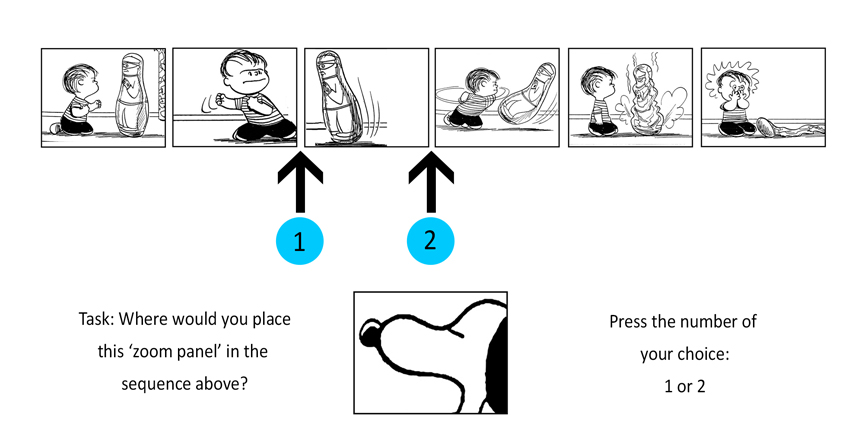 1
2
Task: Where would you place
this ‘zoom panel’ in the
sequence above?
Press the number of
your choice:
1 or 2